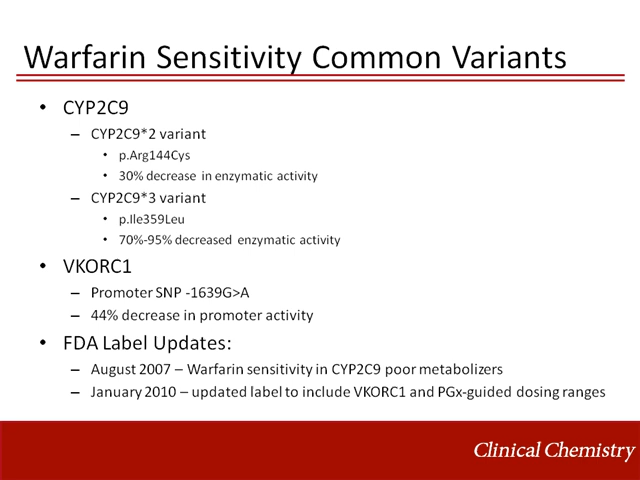 Warfarin Sensitivity Common Variants
• CYP2C9
– CYP2C9*2 variant
• p.Arg144Cys
• 30% decrease in enzymatic activity
– CYP2C9*3 variant
• p.Ile359Leu
• 70%-95% decreased enzymatic activity
• VKORC1
– Promoter SNP -1639G>A
– 44% decrease in promoter activity
• FDA Label Updates:
– August 2007 – Warfarin sensitivity in CYP2C9 poor metabolizers
– January 2010 – updated label to include VKORC1 and PGx-guided dosing ranges
Clinical Chemistry